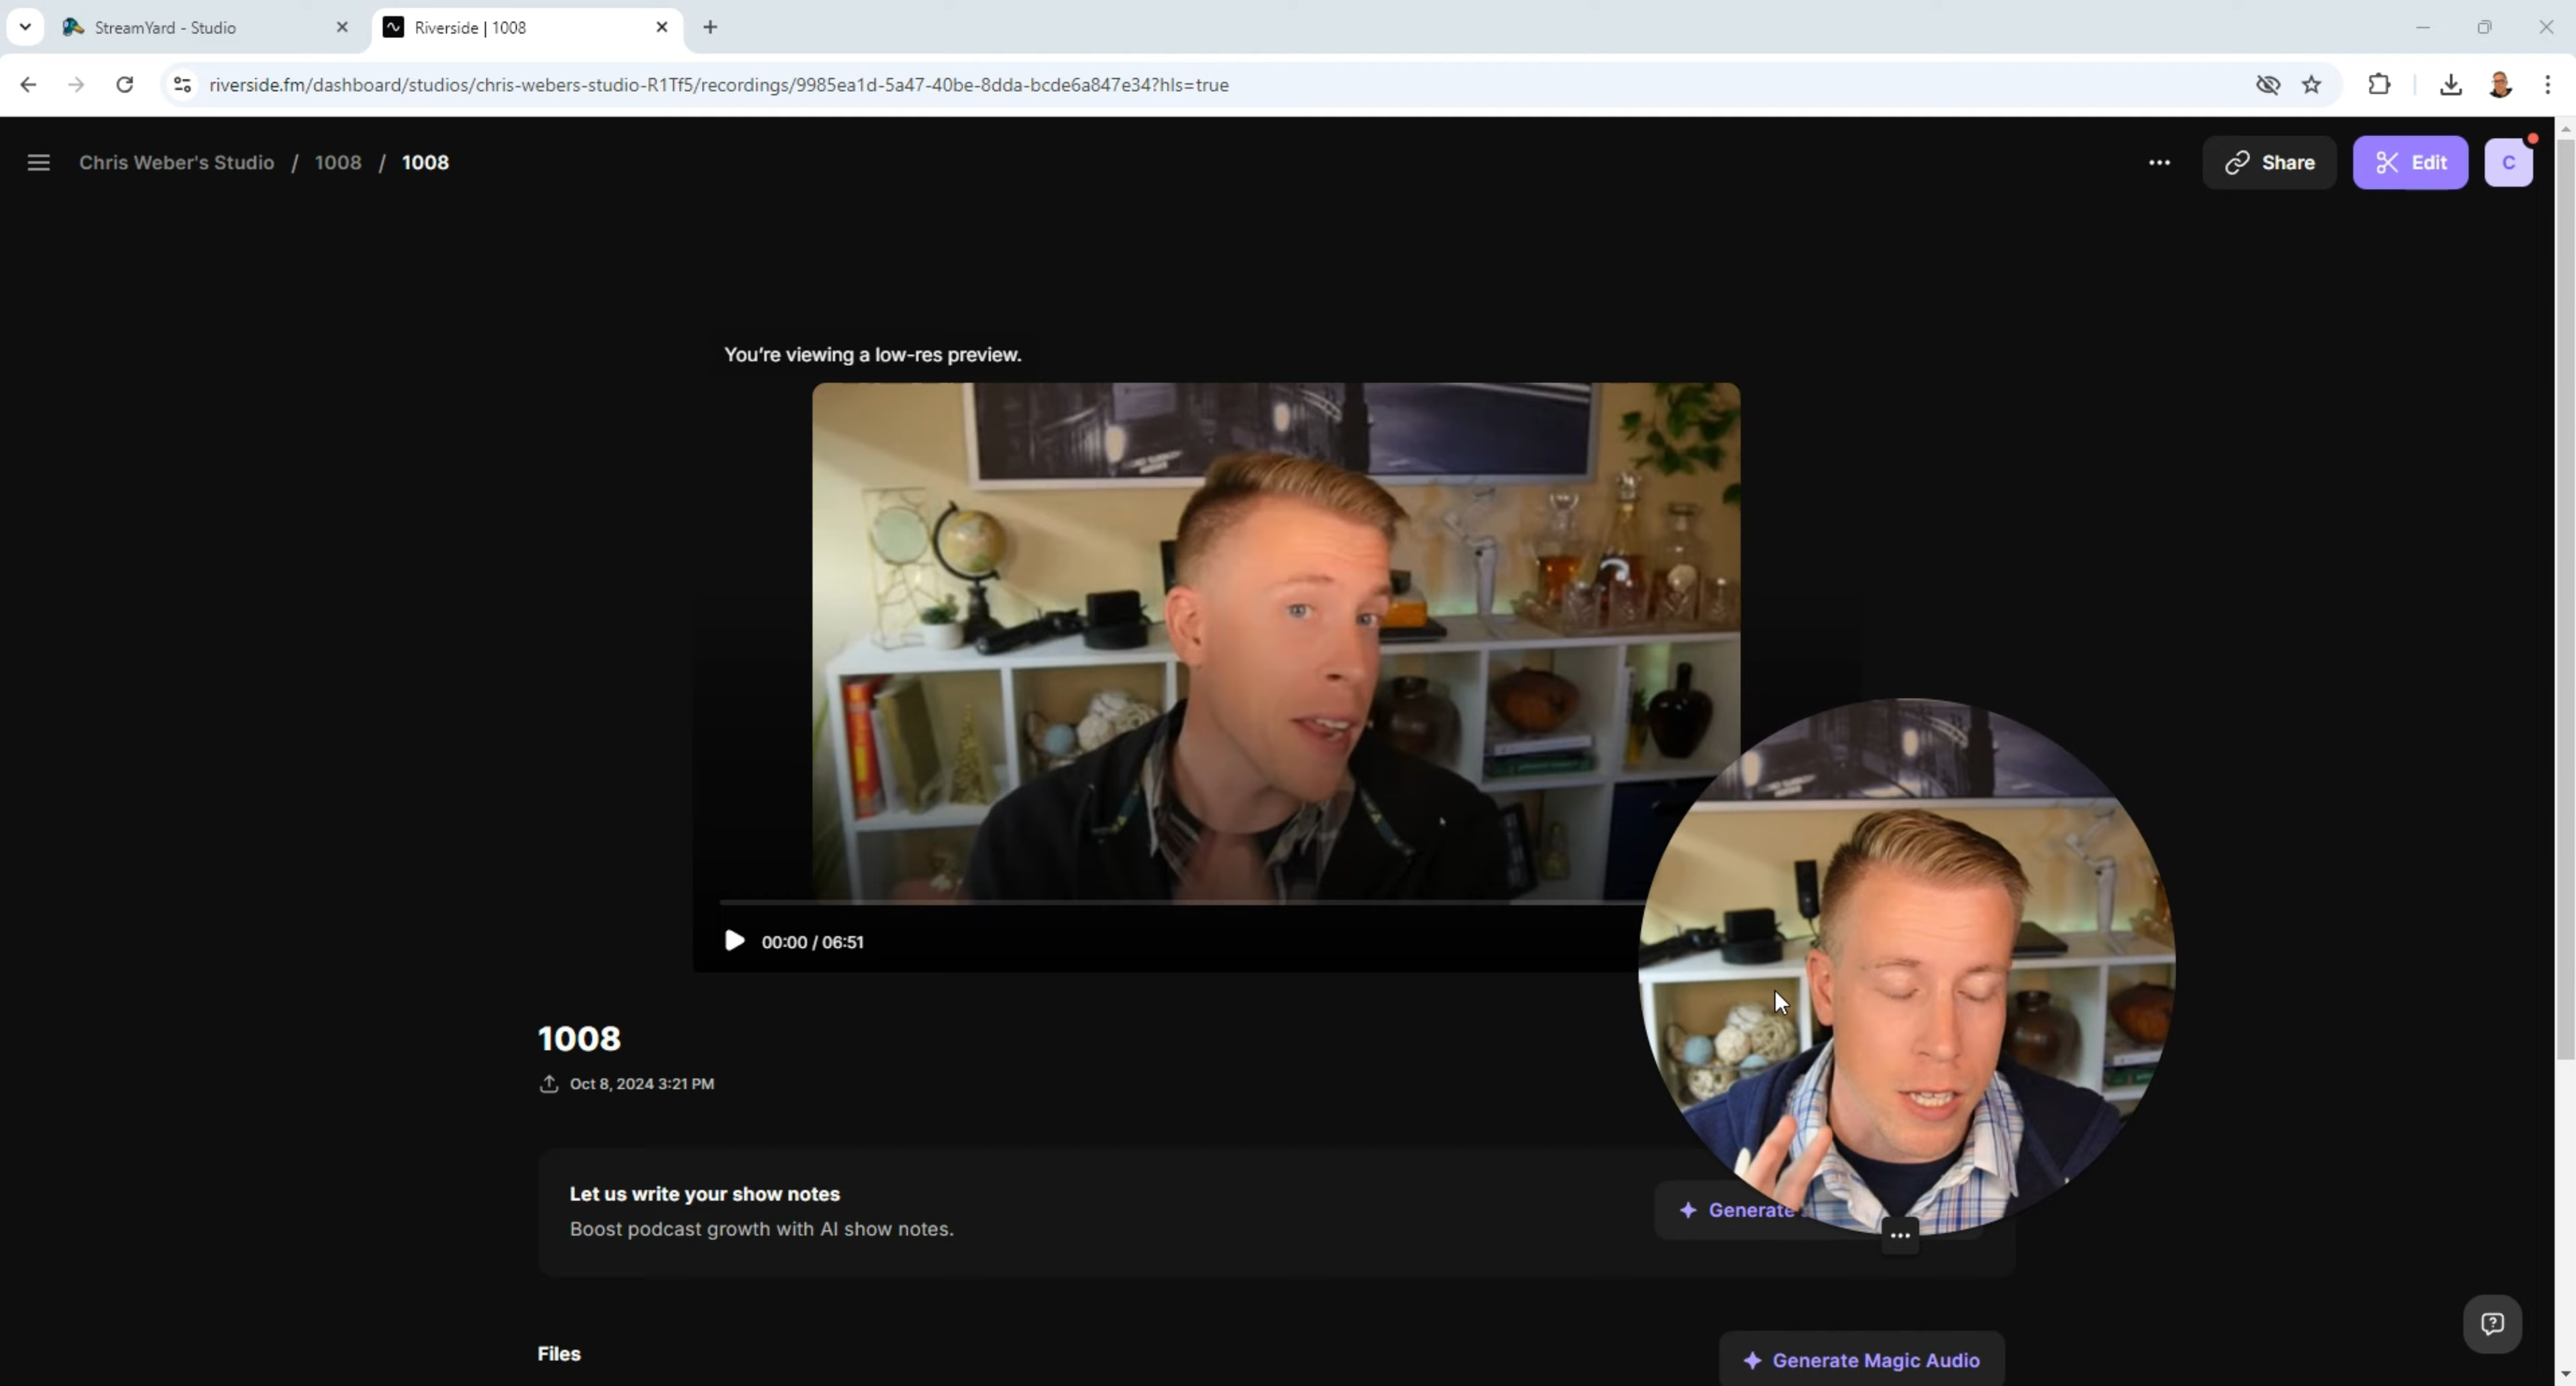 StreamYard - Studio
Riverside | 1008
riverside.fm/dashboard/studios/chris-webers-studio-R1Tf5/recordings/9985ea1d-5a47-40be-8dda-bcde6a847e34?hls=true
Chris Weber's Studio / 1008 / 1008
Share
Edit
C
You're viewing a low-res preview.
00:00 / 06:51
1008
Oct 8, 2024 3:21 PM
Let us write your show notes
Boost podcast growth with AI show notes.
Generate
Files
Generate Magic Audio